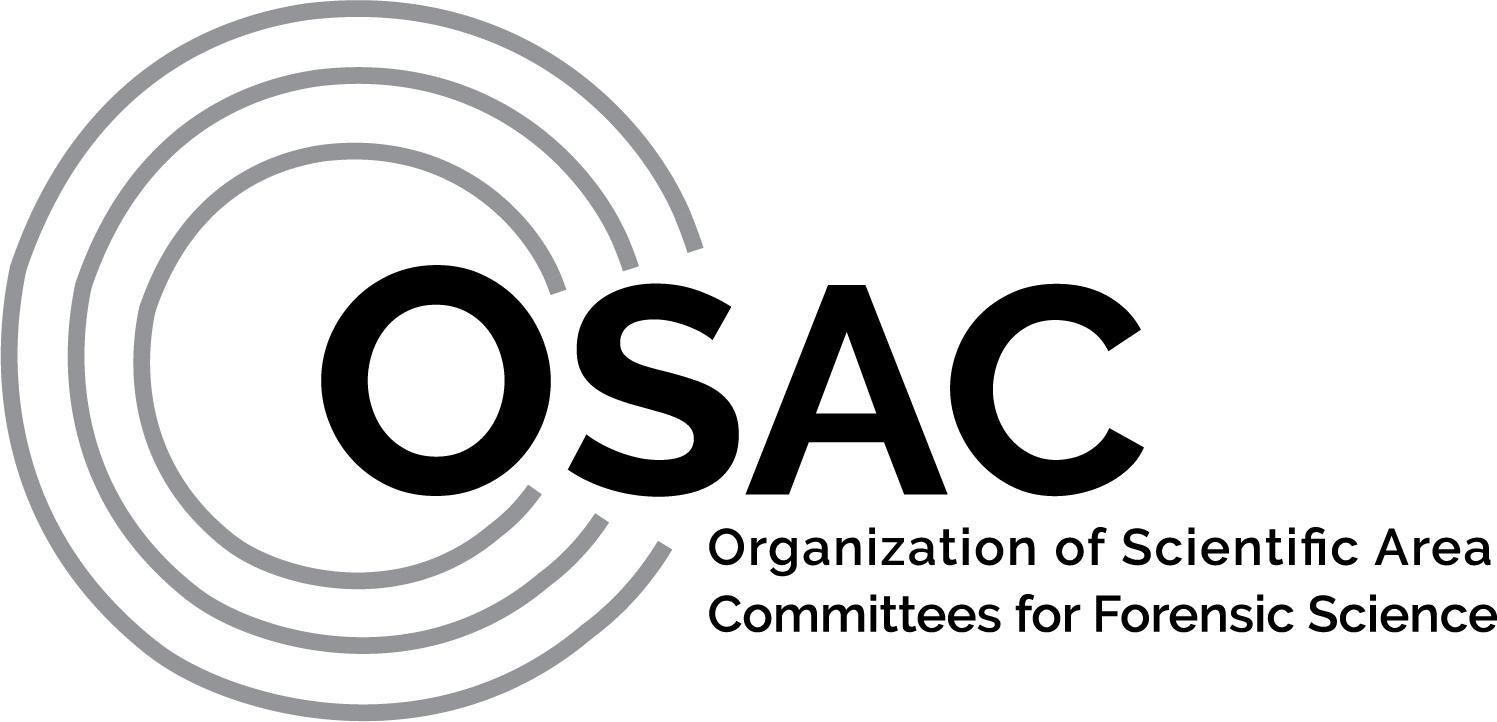 OSAC
Organization of Scientific Area
Committees for Forensic Science